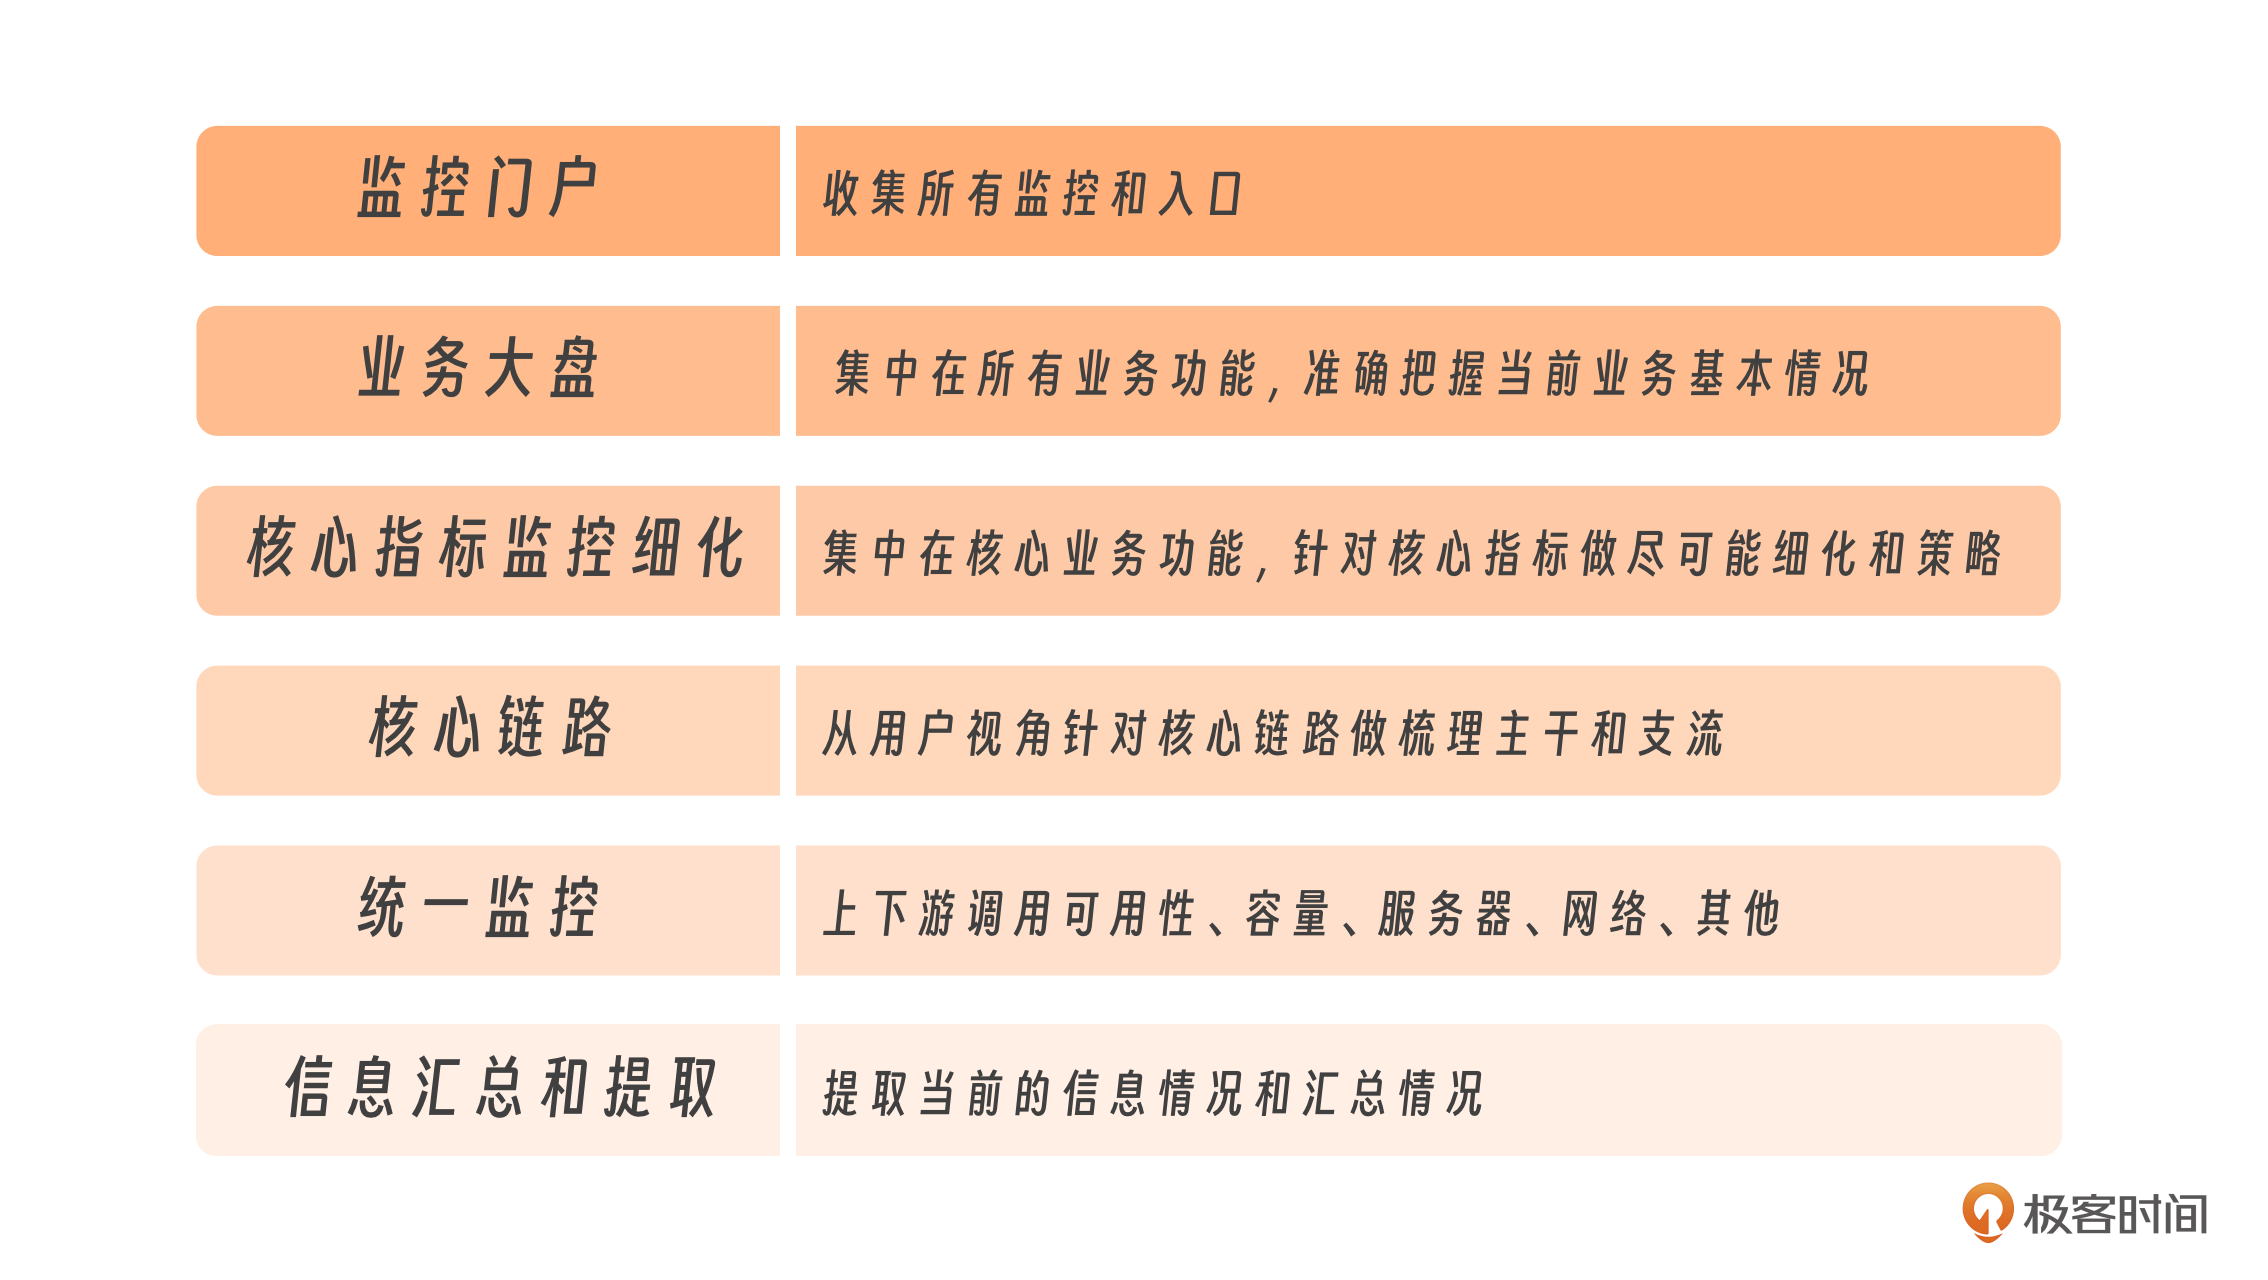 监控门户
收集所有监控和入口
业务大盘
集中在所有业务功能,准确把握当前业务基本情况
核心指标监控细化
集中在核心业务功能,针对核心指标做尽可能细化和策略
核心链路
从用户视角针对核心链路做梳理主干和支流
统一监控
上下游调用可用性、容量、服务器、网络、其他
信息汇总和提取
提取当前的信息情况和汇总情况
极客时间